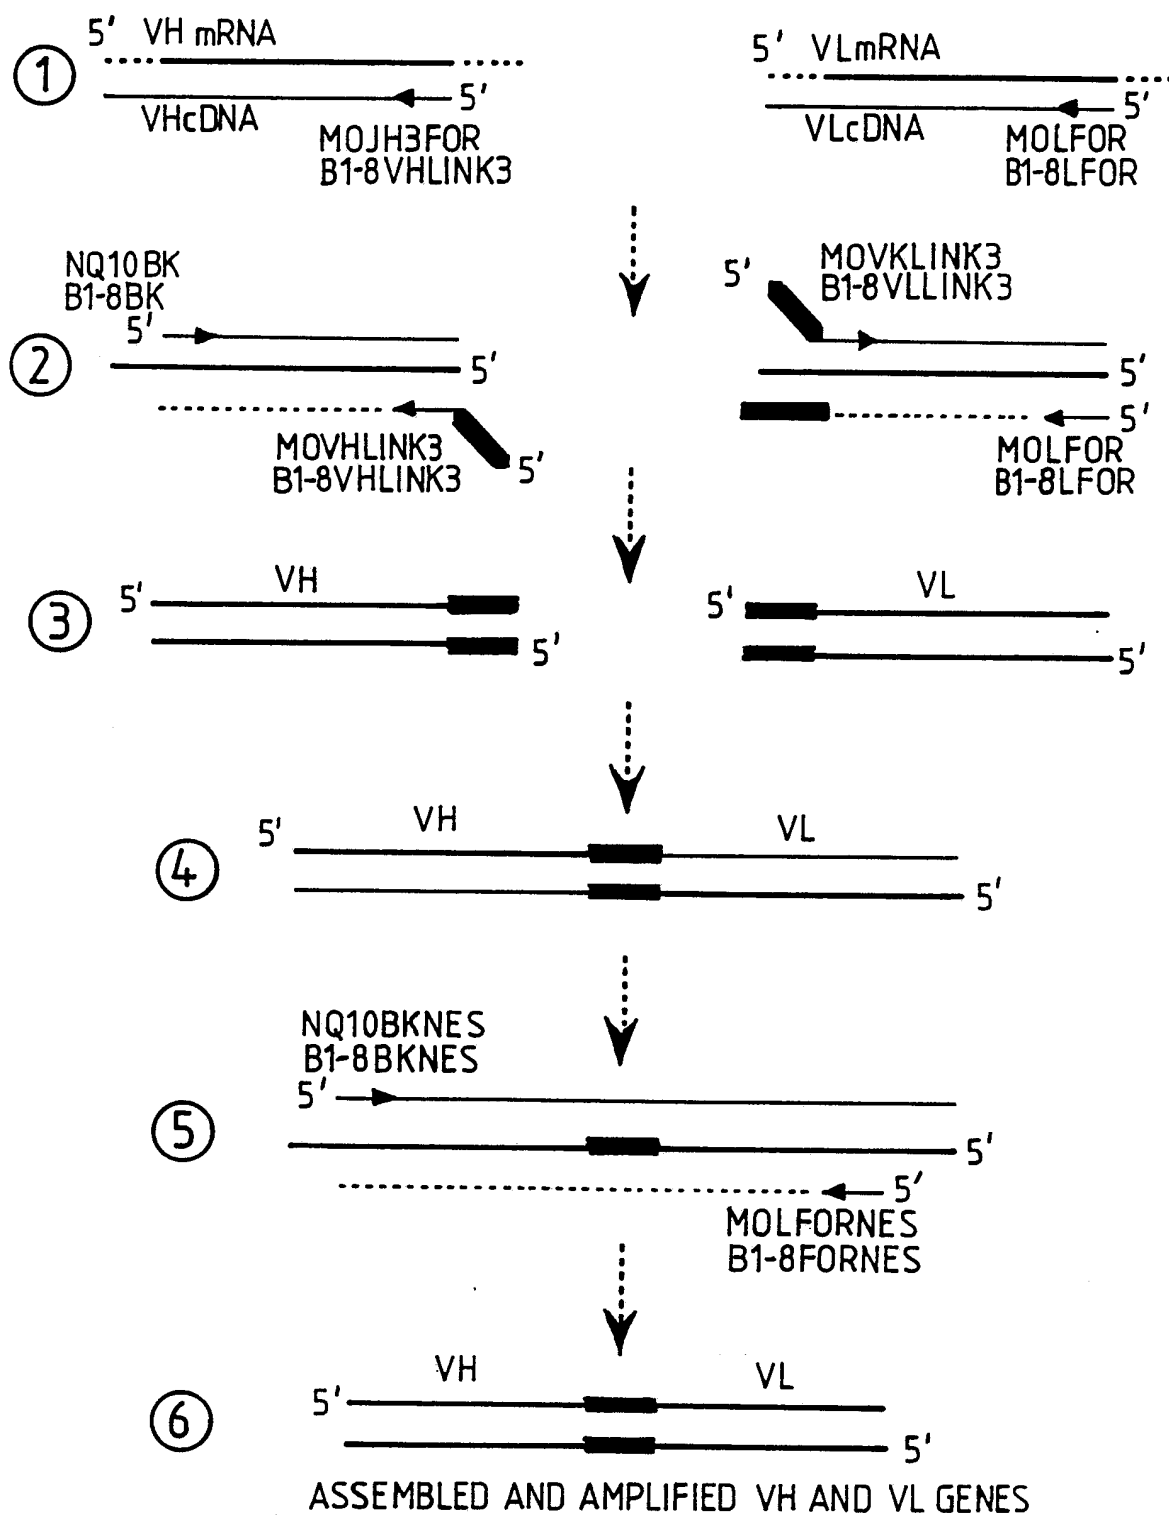 1
5' VH mRNA
5'
VHcDNA
MOJH3FOR
B1-8VHLINK3
5' VLmRNA
5'
VLcDNA
MOLFOR
B1-8LFOR
2
NQ10BK
B1-8BK
5'
5'
MOVHLINK3
B1-8VHLINK3
5'
5'
MOVKLINK3
B1-8VLLINK3
5'
5'
MOLFOR
B1-8LFOR
3
5'
VH
5'
5'
VL
5'
4
5'
VH
VL
5'
5
NQ10BKNES
B1-8BKNES
5'
5'
5'
MOLFORNES
B1-8FORNES
6
5'
VH
VL
5'
ASSEMBLED AND AMPLIFIED VH AND VL GENES